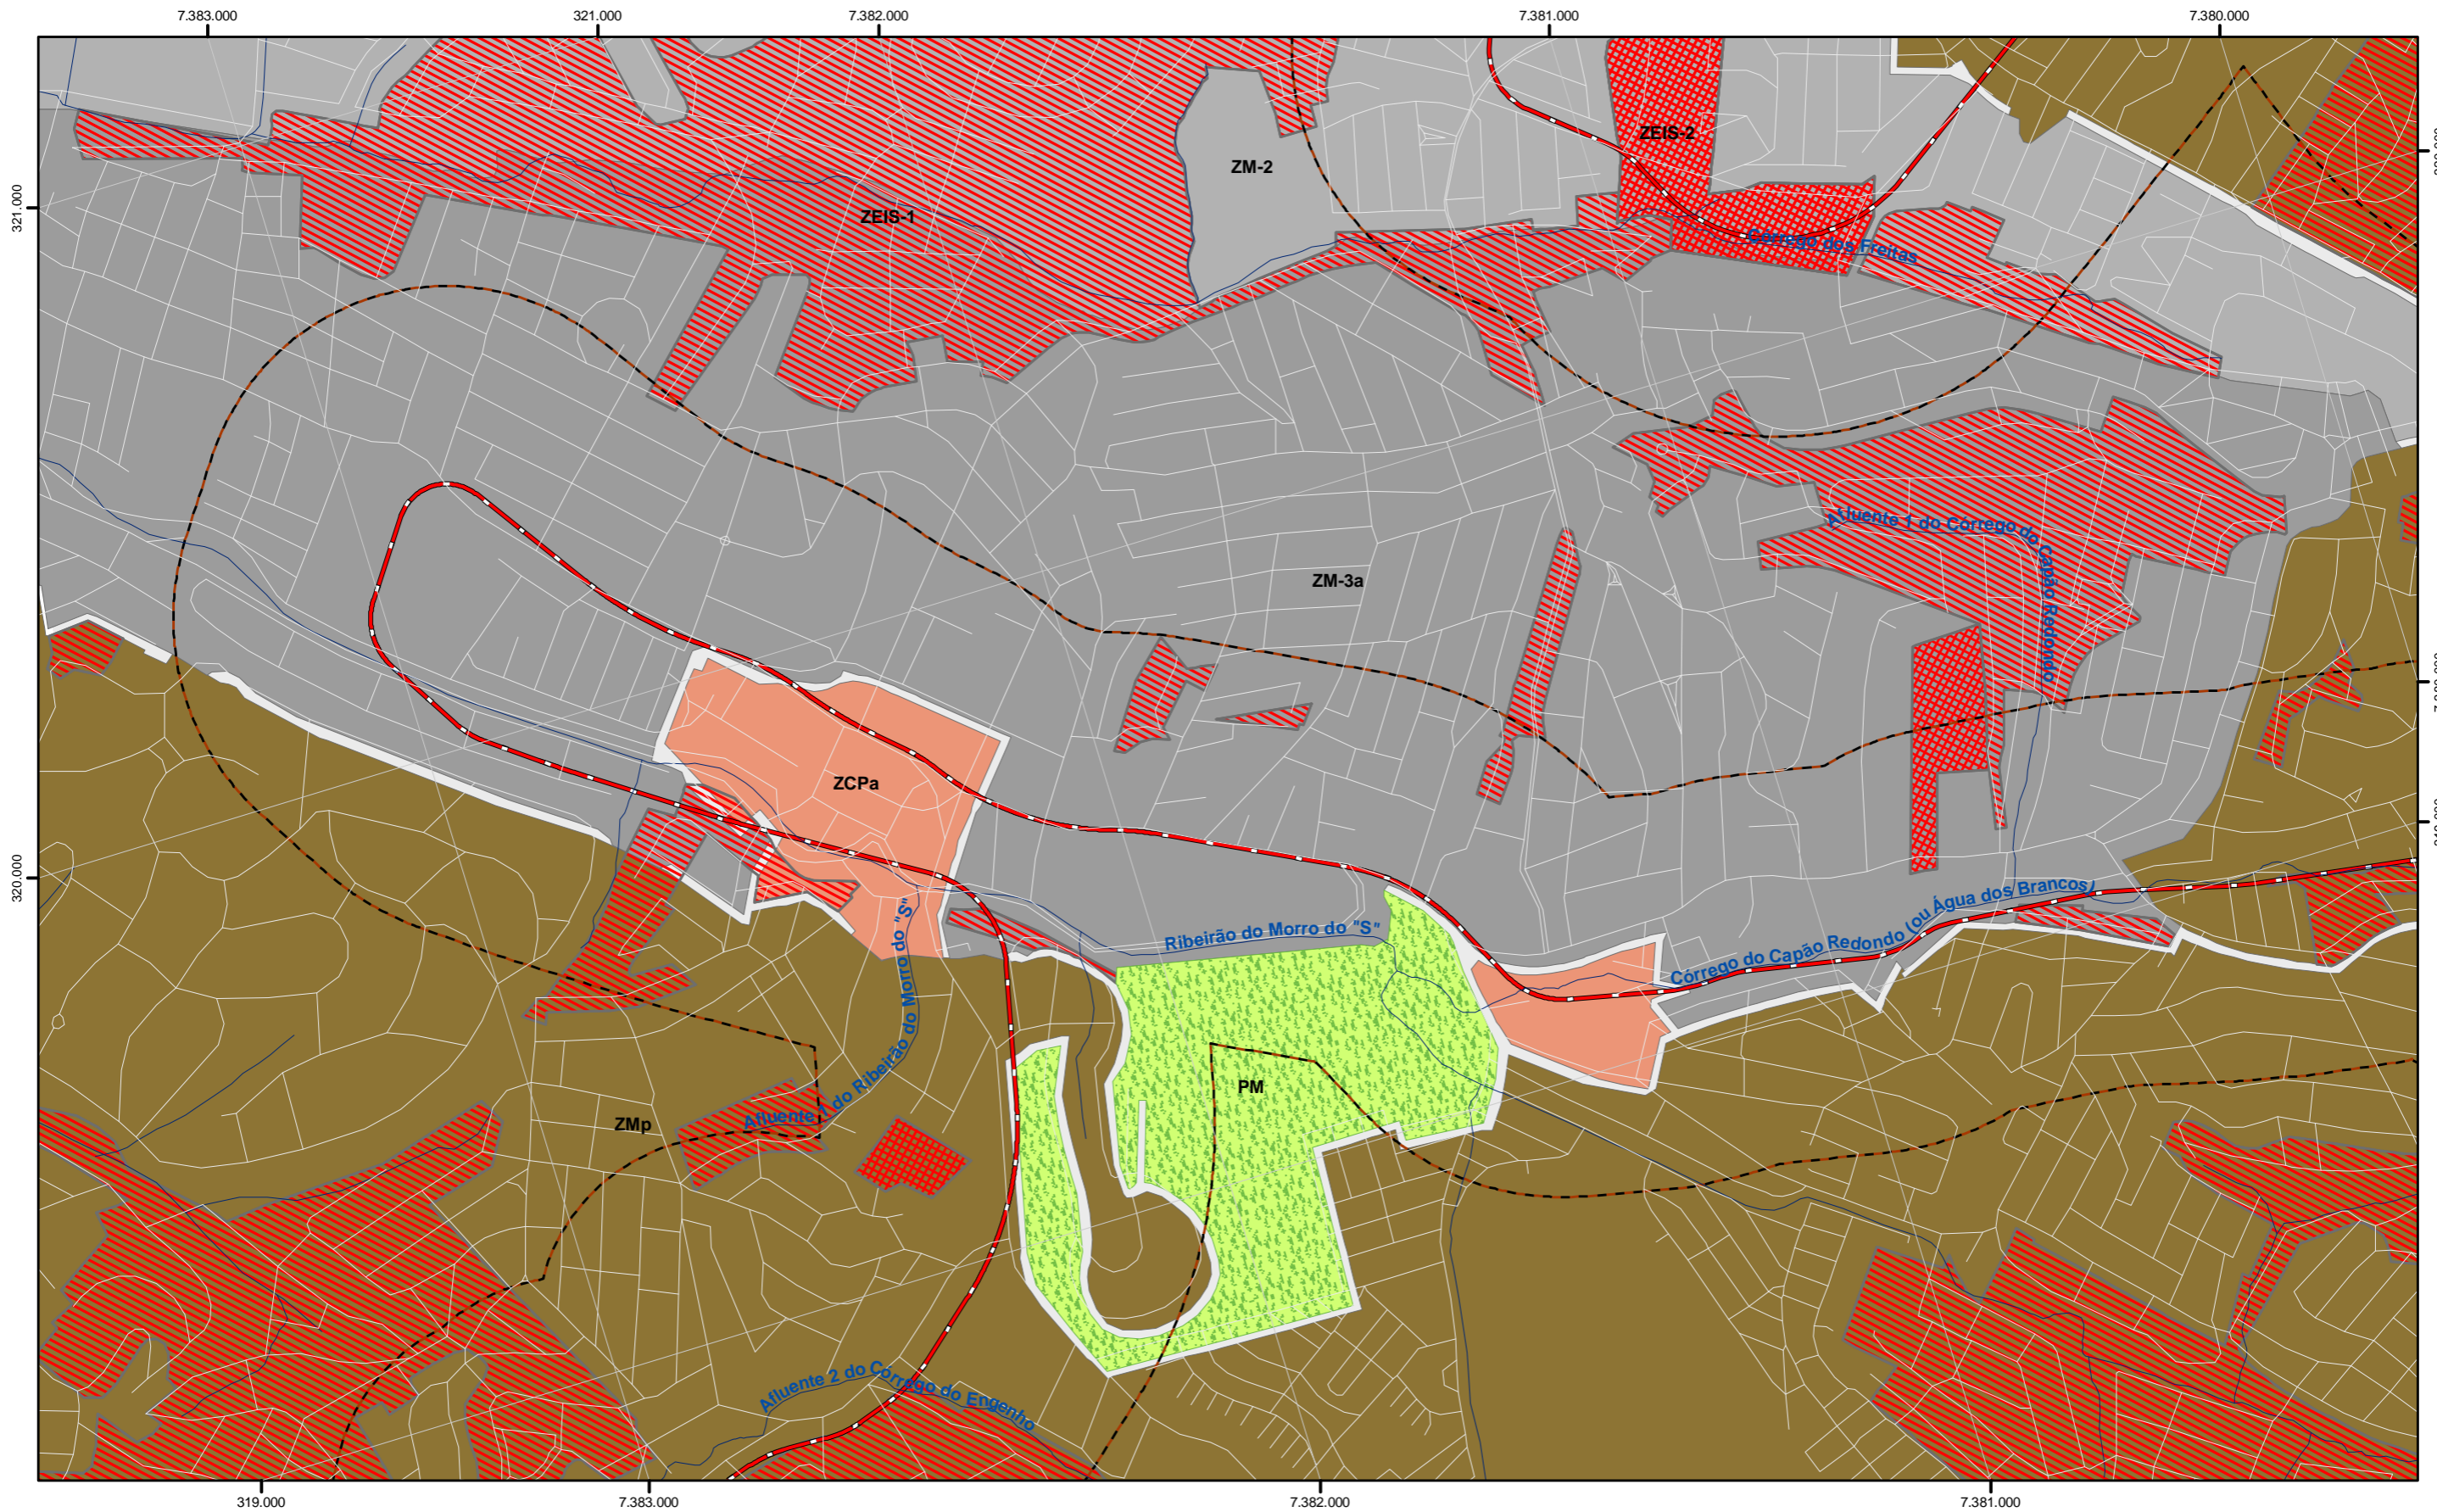 7.383.000
321.000
7.382.000
7.381.000
7.380.000
ZEIS-2
ZM-2
321.000
ZEIS-1
Córrego dos Freitas
Afluente 1 do Córrego do Capão Redondo
ZM-3a
ZCPa
320.000
Córrego do Capão Redondo (ou Água dos Brancos)
Afluente 1 do Ribeirão do Morro do "S"
Ribeirão do Morro do "S"
PM
ZMp
Afluente 2 do Córrego do Engenho
319.000
7.383.000
7.382.000
7.381.000